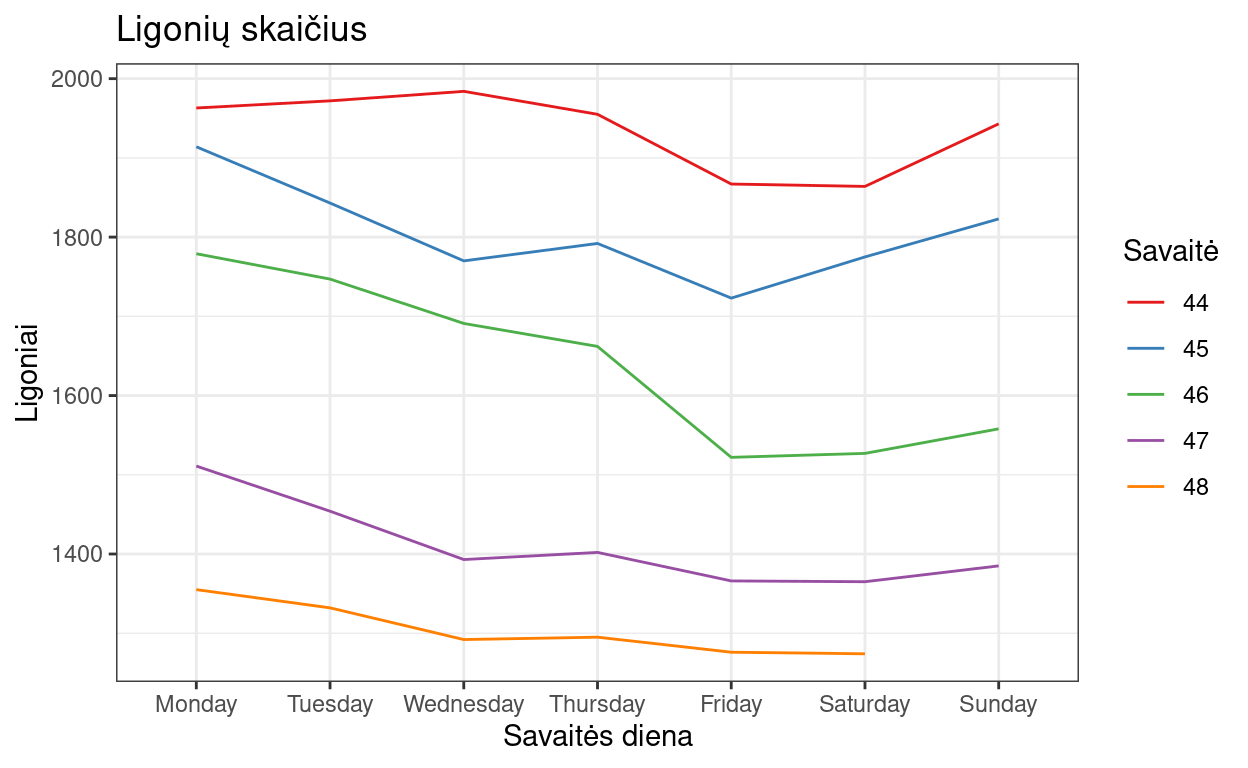 Ligonių skaičius
Ligoniai
2000
1800
1600
1400
Monday Tuesday Wednesday Thursday Friday Saturday Sunday
Savaitės diena
Savaitė
44
45
46
47
48